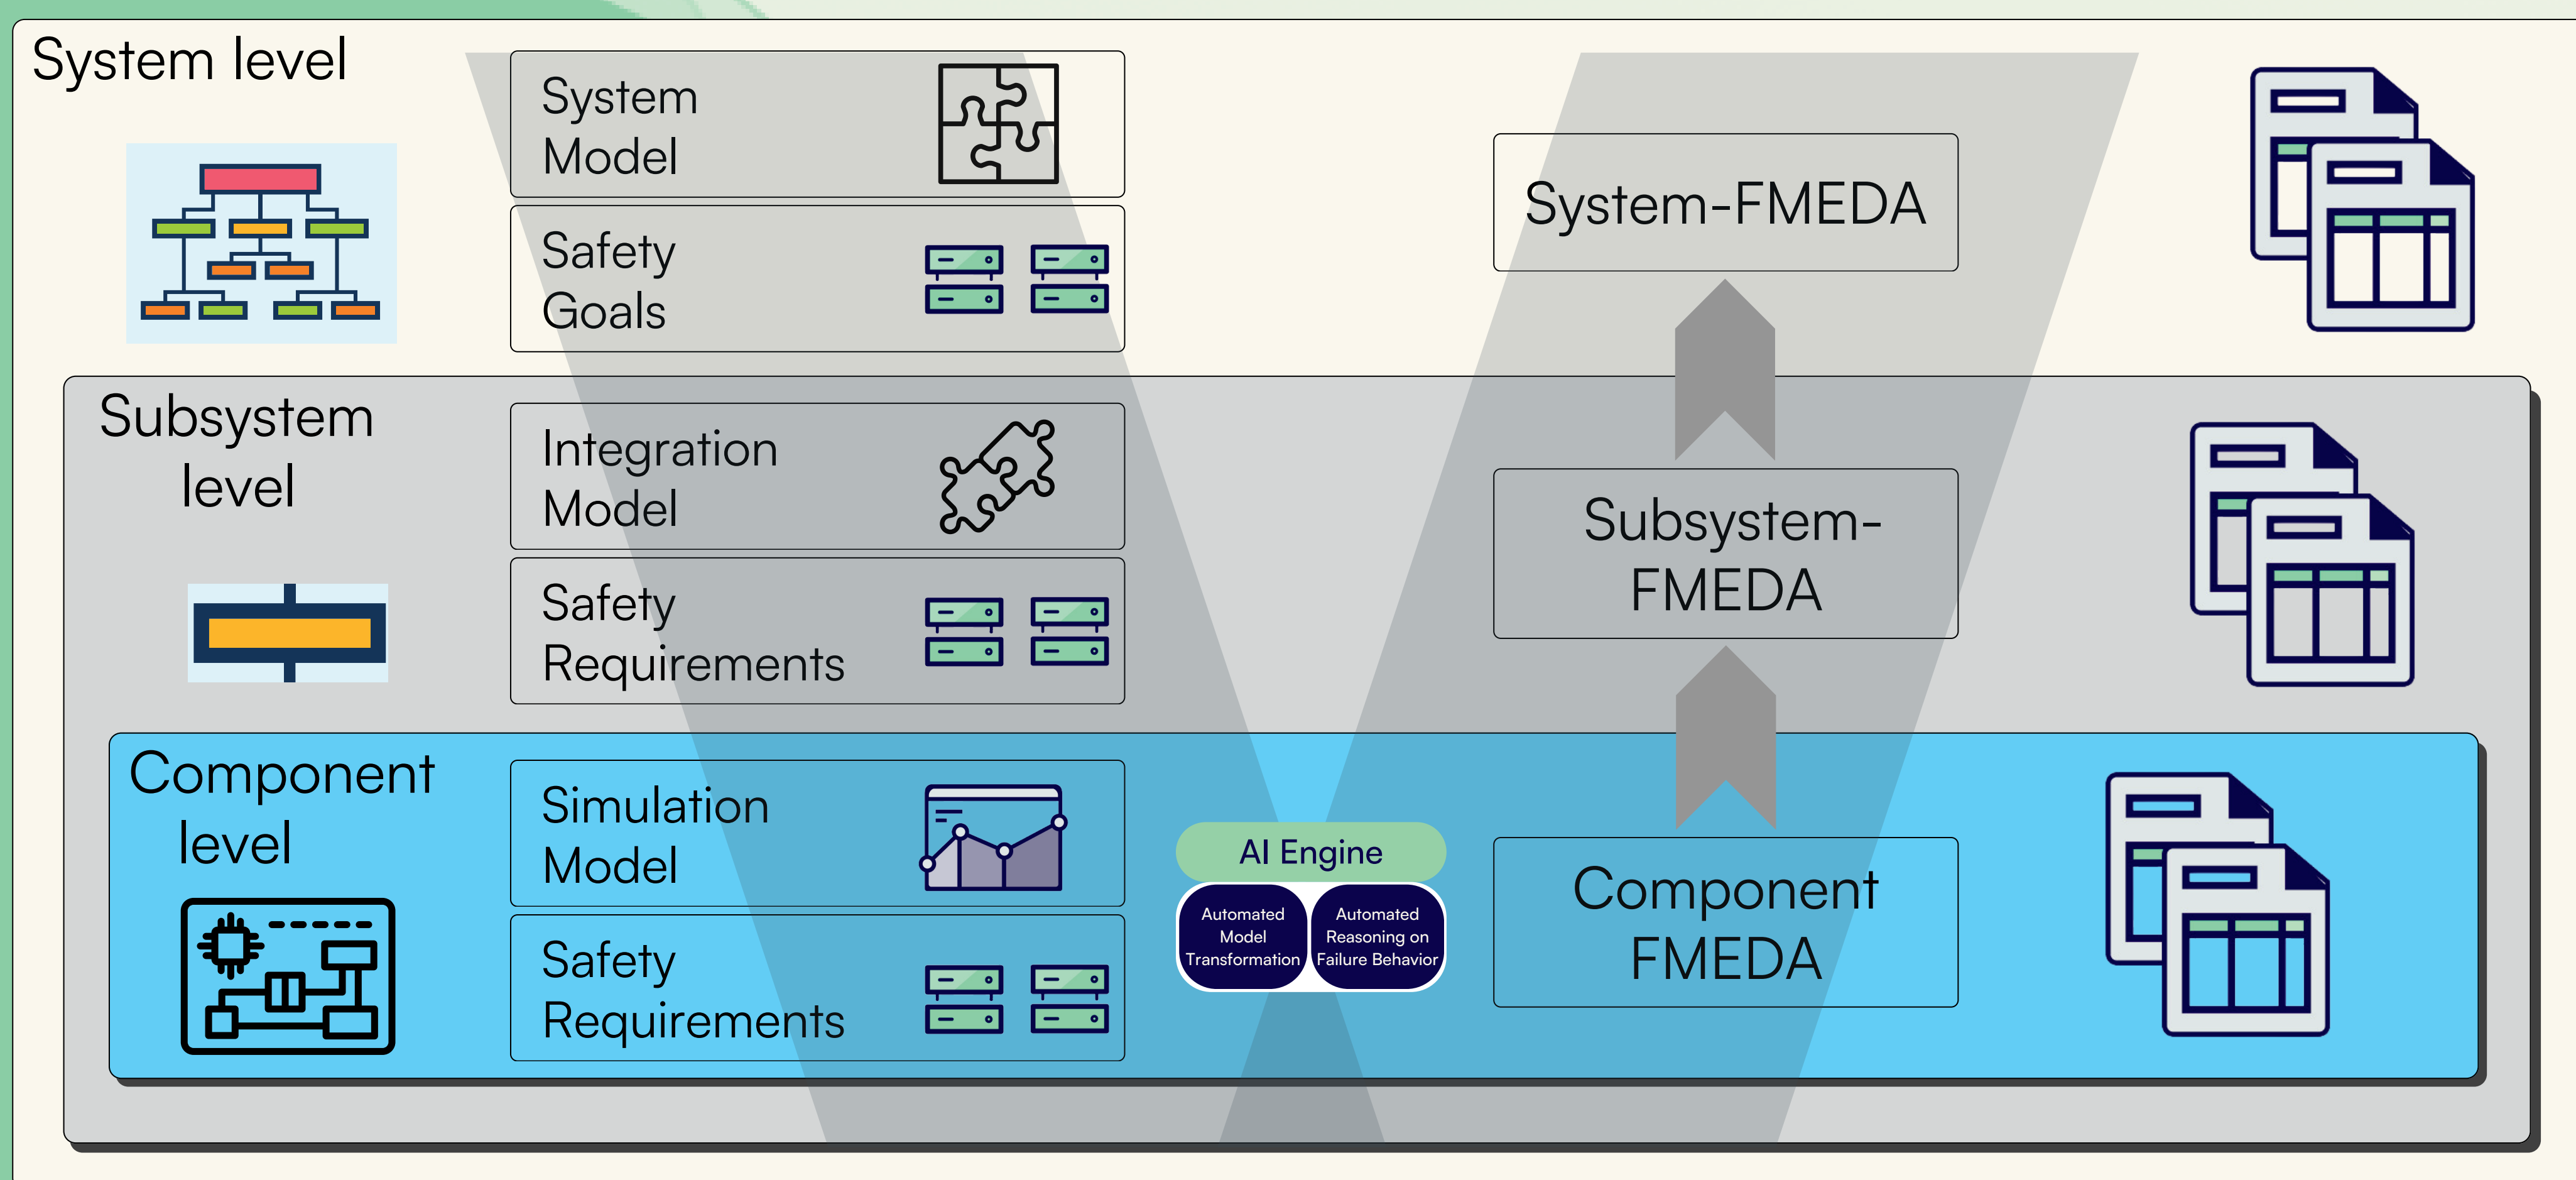 System level
System
Model
Safety
Goals
System-FMEDA
Subsystem
level
Integration
Model
Safety
Requirements
Subsystem-
FMEDA
Component
level
Simulation
Model
Safety
Requirements
AI Engine
Automated
Model
Transformation
Automated
Reasoning on
Failure Behavior
Component
FMEDA